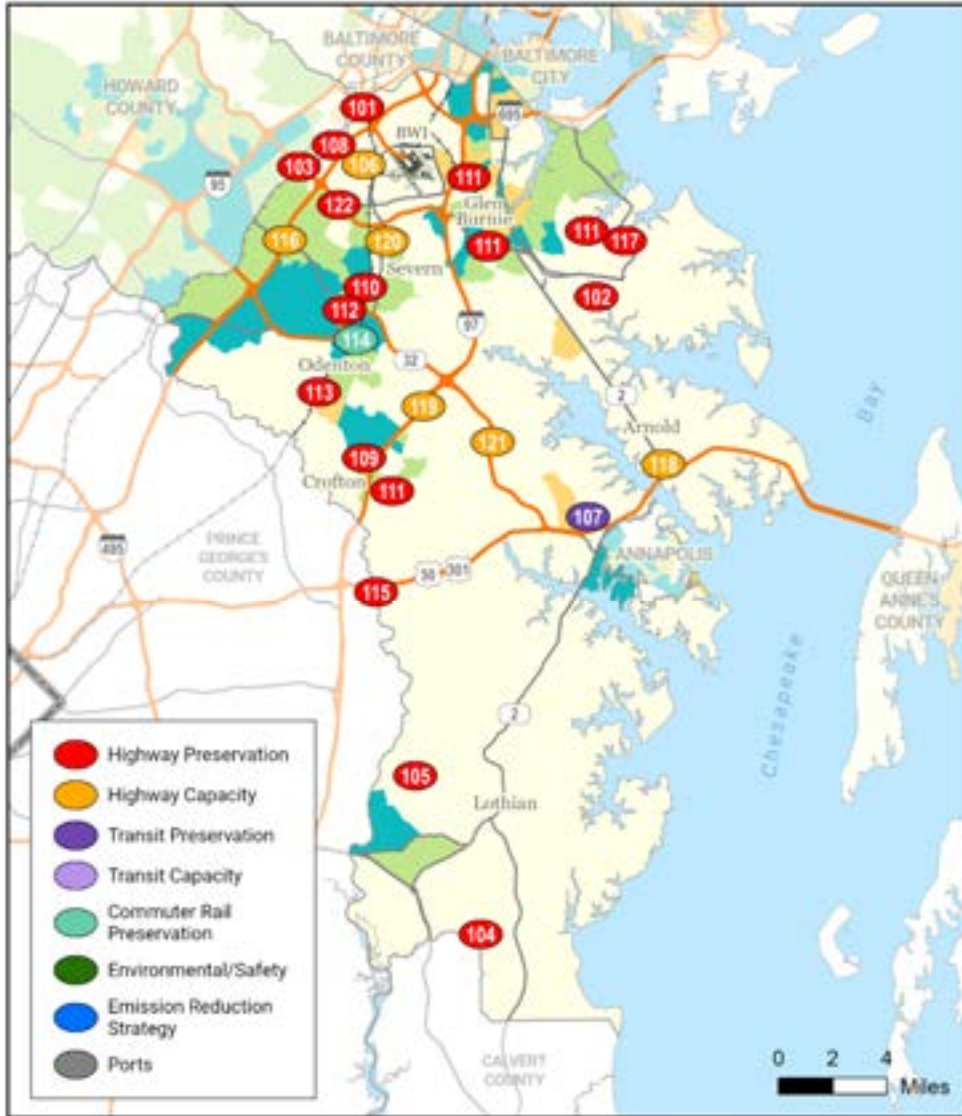 BALTIMORE
COUNTY
BALTIMORE
CITY
HOWARD
COUNTY
101
695
BWI
108
106
103
111
95
122
Glen
Burnie
111
117
116
120
111
Severn
110
102
112
97
114
32
Odenton
113
119
2
Bay
Arnold
121
109
118
Crofton
111
107
495
PRINCE
GEORGE'S
COUNTY
ANNAPOLIS
50
301
115
QUEEN
ANNE'S
COUNTY
Chesapeake
2
105
Lothian
104
CALVERT
COUNTY
Highway Preservation
Highway Capacity
Transit Preservation
Transit Capacity
Commuter Rail
Preservation
Environmental/Safety
Emission Reduction
Strategy
Ports
0 2 4
Miles